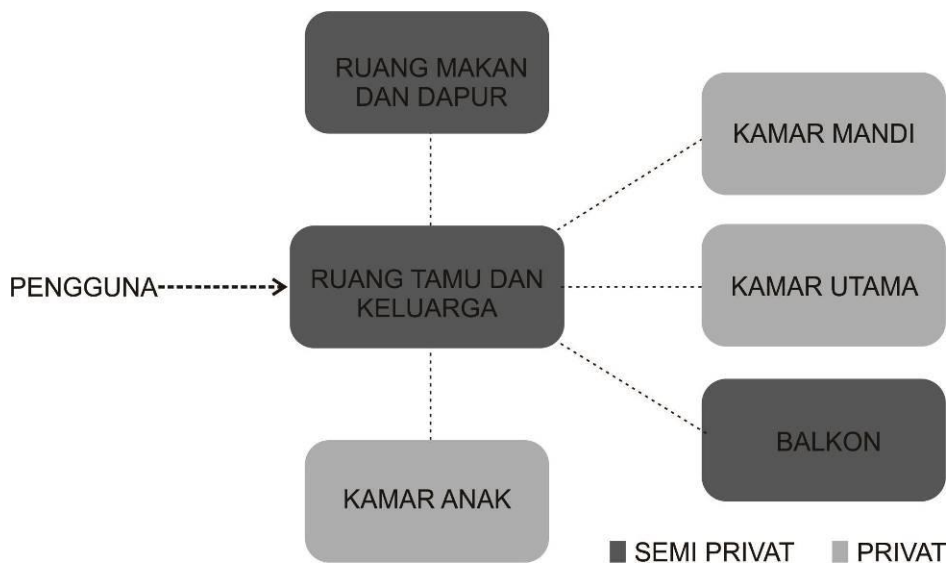 RUANG MAKAN
DAN DAPUR
KAMAR MANDI
PENGGUNA
RUANG TAMU DAN
KELUARGA
KAMAR UTAMA
BALKON
KAMAR ANAK
SEMI PRIVAT
PRIVAT